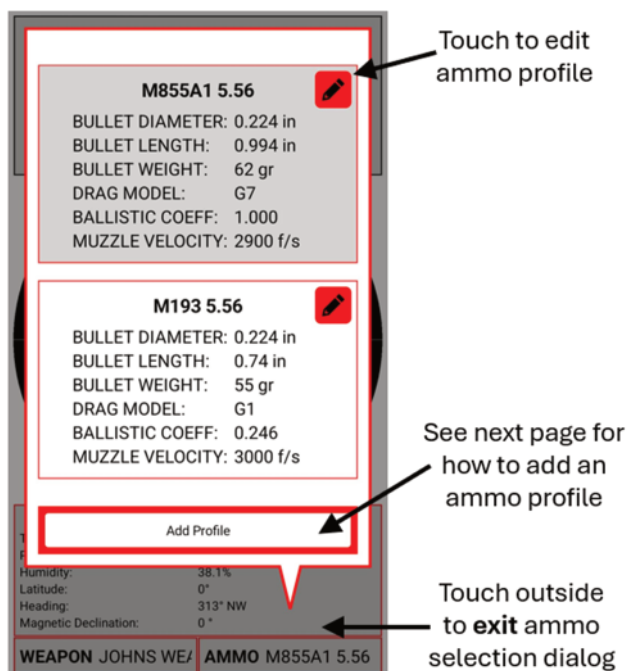 Touch to edit
ammo profile
M855A1 5.56
BULLET DIAMETER: 0.224 in
BULLET LENGTH: 0.994 in
BULLET WEIGHT: 62 gr
DRAG MODEL: G7
BALLISTIC COEFF: 1.000
MUZZLE VELOCITY: 2900 f/s
M193 5.56
BULLET DIAMETER: 0.224 in
BULLET LENGTH: 0.74 in
BULLET WEIGHT: 55 gr
DRAG MODEL: G1
BALLISTIC COEFF: 0.246
MUZZLE VELOCITY: 3000 f/s
See next page for
how to add an
ammo profile
Add Profile
Humidity: 38.1%
Latitude: 0°
Heading: 313° NW
Magnetic Declination: 0 °
Touch outside
to exit ammo
selection dialog
WEAPON JOHNS WEA
AMMO M855A1 5.56